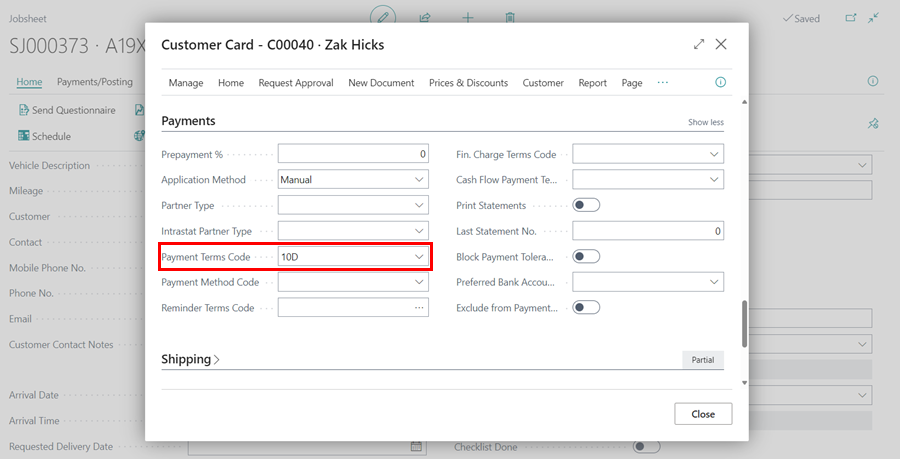 Jobsheet
Saved
SJ000373 · A19X
Customer Card - C00040 · Zak Hicks
Home Payments/Posting
Manage Home Request Approval New Document Prices & Discounts Customer Report Page ···
Send Questionnaire
Schedule
Payments
Show less
Vehicle Description
Mileage
Customer
Contact
Mobile Phone No.
Phone No.
Email
Customer Contact Notes
Arrival Date
Arrival Time
Requested Delivery Date
Prepayment % 0
Application Method Manual
Partner Type
Intrastat Partner Type
Payment Terms Code 10D
Payment Method Code
Reminder Terms Code ···
Fin. Charge Terms Code
Cash Flow Payment Te...
Print Statements
Last Statement No. 0
Block Payment Tolera...
Preferred Bank Accou...
Exclude from Payment...
Shipping
Partial
Close
Checklist Done